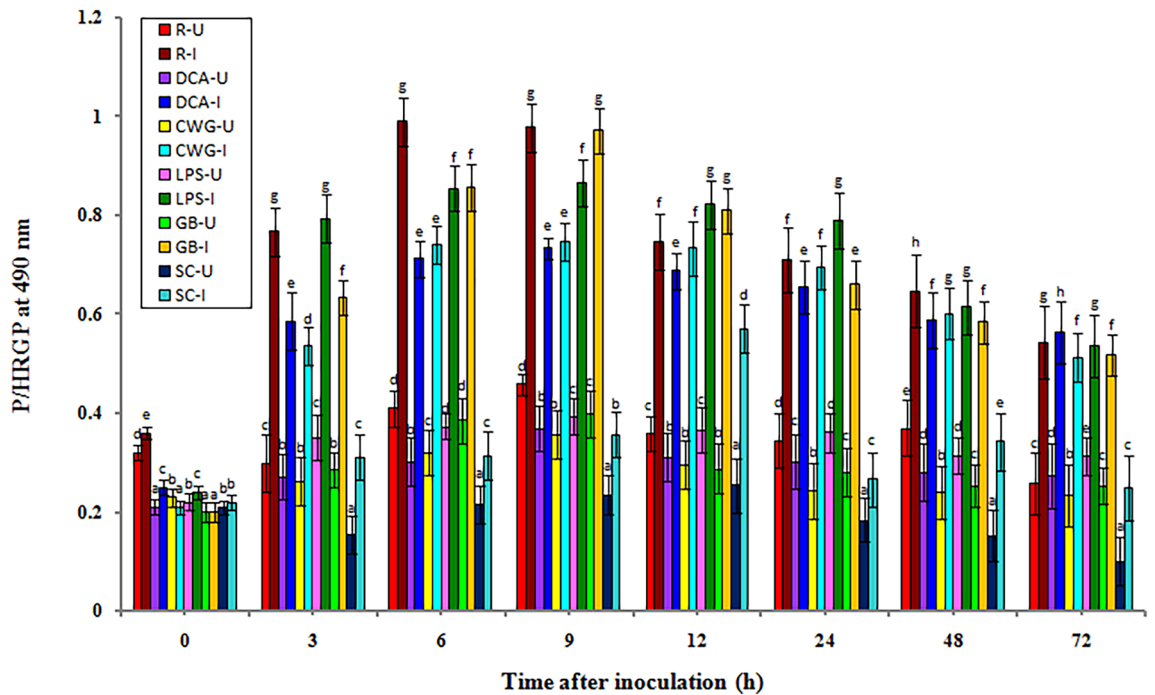 P/HRGP at 490 nm
1.2
1
0.8
0.6
0.4
0.2
0
R-U
R-I
DCA-U
DCA-I
CWG-U
CWG-I
LPS-U
LPS-I
GB-U
GB-I
SC-U
SC-I
d e a c b a b c a a b b
c g b e b d c g b f a c
d g b e c e c f d f a c
d g b e b e c f c g a c
c f b e b f c g b g a d
d f b e b f c g b e a c
e h d f b g d g c f a e
c g d h b f e g c f a c
0 3 6 9 12 24 48 72
Time after inoculation (h)